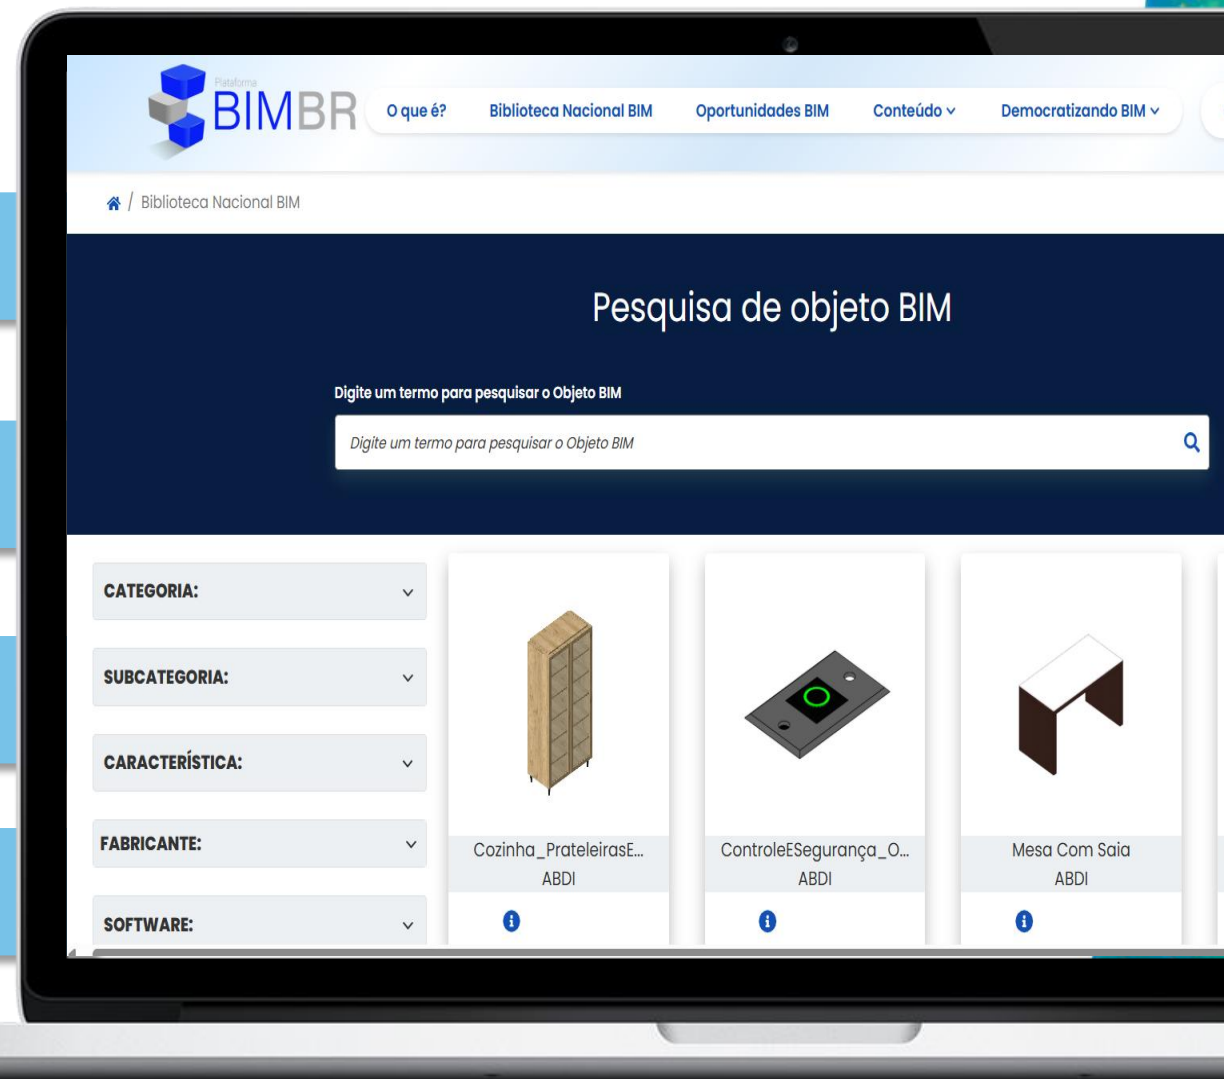 Plataforma
BIMBR
O que é? Biblioteca Nacional BIM Oportunidades BIM Conteúdo Democratizando BIM
/ Biblioteca Nacional BIM
Pesquisa de objeto BIM
Digite um termo para pesquisar o Objeto BIM
Digite um termo para pesquisar o Objeto BIM
CATEGORIA:
SUBCATEGORIA:
CARACTERÍSTICA:
FABRICANTE:
SOFTWARE:
Cozinha_PrateleirasE...
ABDI
ControleESegurança_O...
ABDI
Mesa Com Saia
ABDI